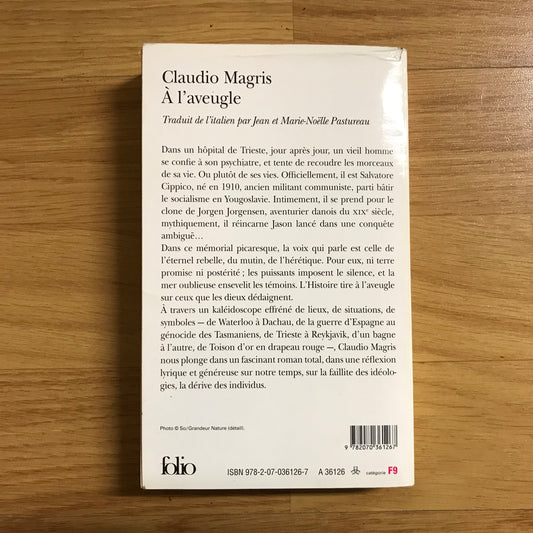 Claudio Magris
À l'aveugle
Traduit de l'italien par Jean et Marie-Noëlle Pastureau
Dans un hôpital de Trieste, jour après jour, un vieil homme
se confie à son psychiatre, et tente de recoudre les morceaux
de sa vie. Ou plutôt de ses vies. Officiellement, il est Salvatore
Cippico, né en 1910, ancien militant communiste, parti bâtir
le socialisme en Yougoslavie. Intimement, il se prend pour le
clone de Jorgen Jorgensen, aventurier danois du XIXe siècle,
mythiquement, il réincarne Jason lancé dans une conquête
ambiguë...
Dans ce mémorial picaresque, la voix qui parle est celle de
l'éternel rebelle, du mutin, de l'hérétique. Pour eux, ni terre
promise ni postérité ; les puissants imposent le silence, et la
mer oublieuse ensevelit les témoins. L'Histoire tire à l'aveugle
sur ceux que les dieux dédaignent.
À travers un kaléidoscope effréné de lieux, de situations, de
symboles — de Waterloo à Dachau, de la guerre d'Espagne au
génocide des Tasmaniens, de Trieste à Reykjavik, d'un bagne
à l'autre, de Toison d'or en drapeau rouge —, Claudio Magris
nous plonge dans un fascinant roman total, dans une réflexion
lyrique et généreuse sur notre temps, sur la faillite des idéolo-
gies, la dérive des individus.
Photo © So/Grandeur Nature (détail).
9 782070 361267
folio
ISBN 978-2-07-036126-7 A 36126 catégorie F9